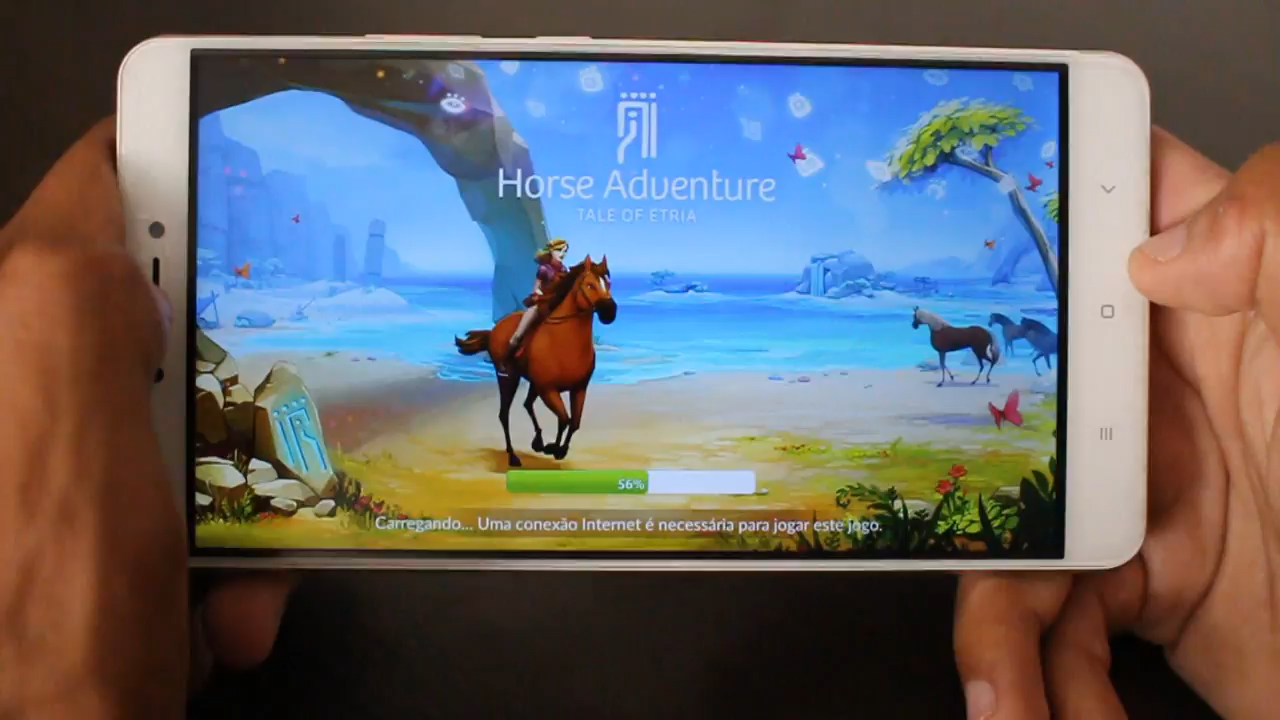 Horse Adventure
TALE OF ETRIA
56%
Carregando... Uma conexão Internet é necessária para jogar este jogo.